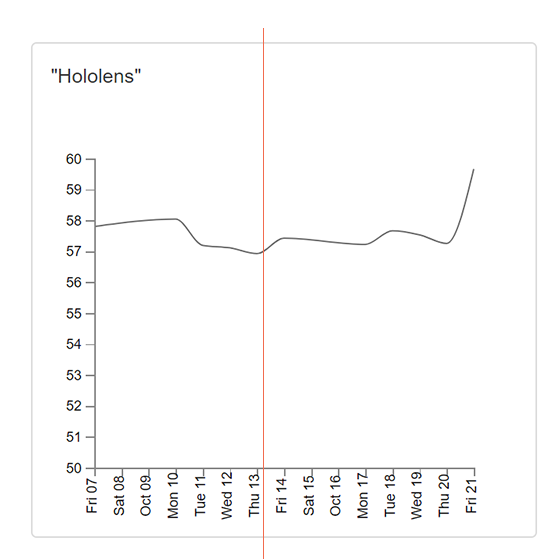 "Hololens"
60
59
58
57
56
55
54
53
52
51
50
Fri 07
Sat 08
Oct 09
Mon 10
Tue 11
Wed 12
Thu 13
Fri 14
Sat 15
Oct 16
Mon 17
Tue 18
Wed 19
Thu 20
Fri 21